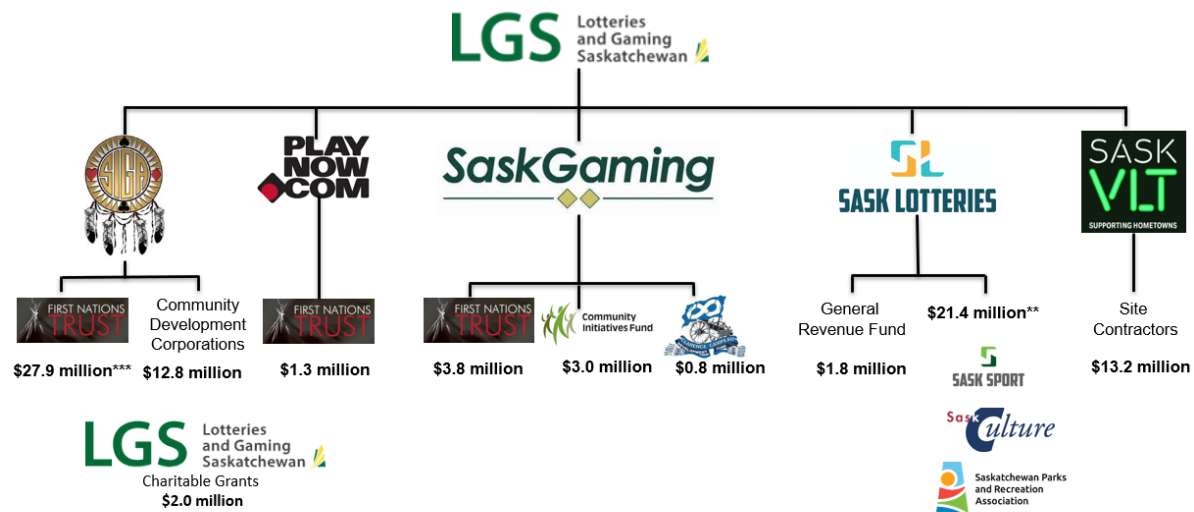 LGS
Lotteries
and Gaming
Saskatchewan
SIGA
PLAY
NOW
.COM
SaskGaming
SL
SASK LOTTERIES
SASK
VLT
SUPPORTING HOMETOWNS
FIRST NATIONS
TRUST
$27.9 million***
Community
Development
Corporations
$12.8 million
FIRST NATIONS
TRUST
$1.3 million
FIRST NATIONS
TRUST
$3.8 million
Community
Initiatives Fund
$3.0 million
CLARENCE CAMPEAU
$0.8 million
General
Revenue Fund
$1.8 million
$21.4 million**
S
SASK SPORT
SaskCulture
Saskatchewan Parks
and Recreation
Association
Site
Contractors
$13.2 million
LGS
Lotteries
and Gaming
Saskatchewan
Charitable Grants
$2.0 million